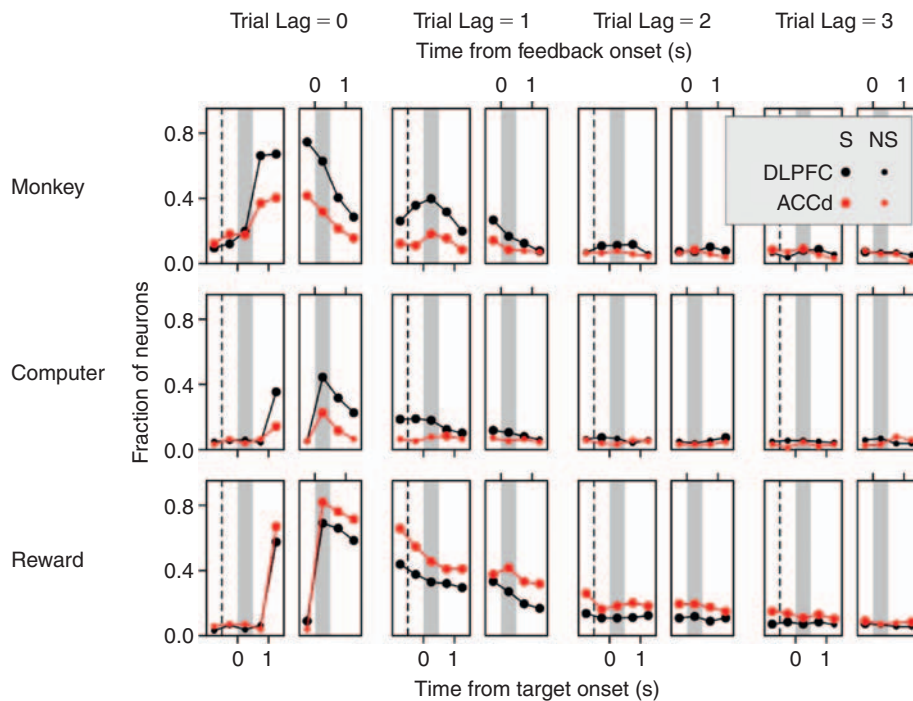 Trial Lag = 0 Trial Lag = 1 Trial Lag = 2 Trial Lag = 3
Time from feedback onset (s)
0 1 0 1 0 1 0 1
Monkey
0.8
0.4
0.0
S NS
DLPFC
ACCd
Computer
Fraction of neurons
0.8
0.4
0.0
Reward
0.8
0.4
0.0
0 1 0 1 0 1 0 1
Time from target onset (s)